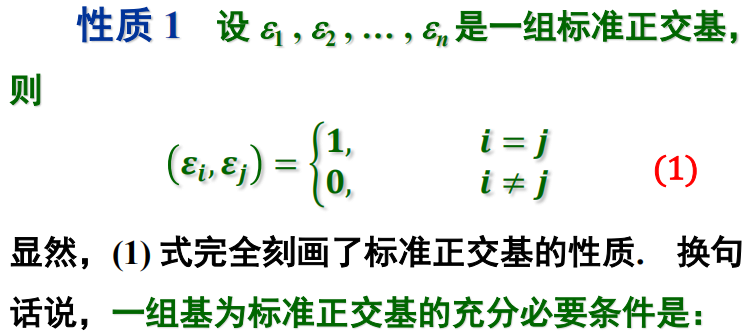 性质 1 设 ε₁ , ε₂ , … , εₙ 是一组标准正交基,
则
(εᵢ, εⱼ) = { 1, i = j
0, i ≠ j (1)
显然，(1) 式完全刻画了标准正交基的性质. 换句
话说，一组基为标准正交基的充分必要条件是：